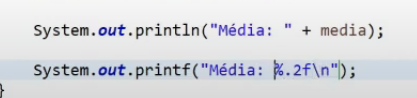 System.out.println("Média: " + media);
System.out.printf("Média: %.2f\n");
}